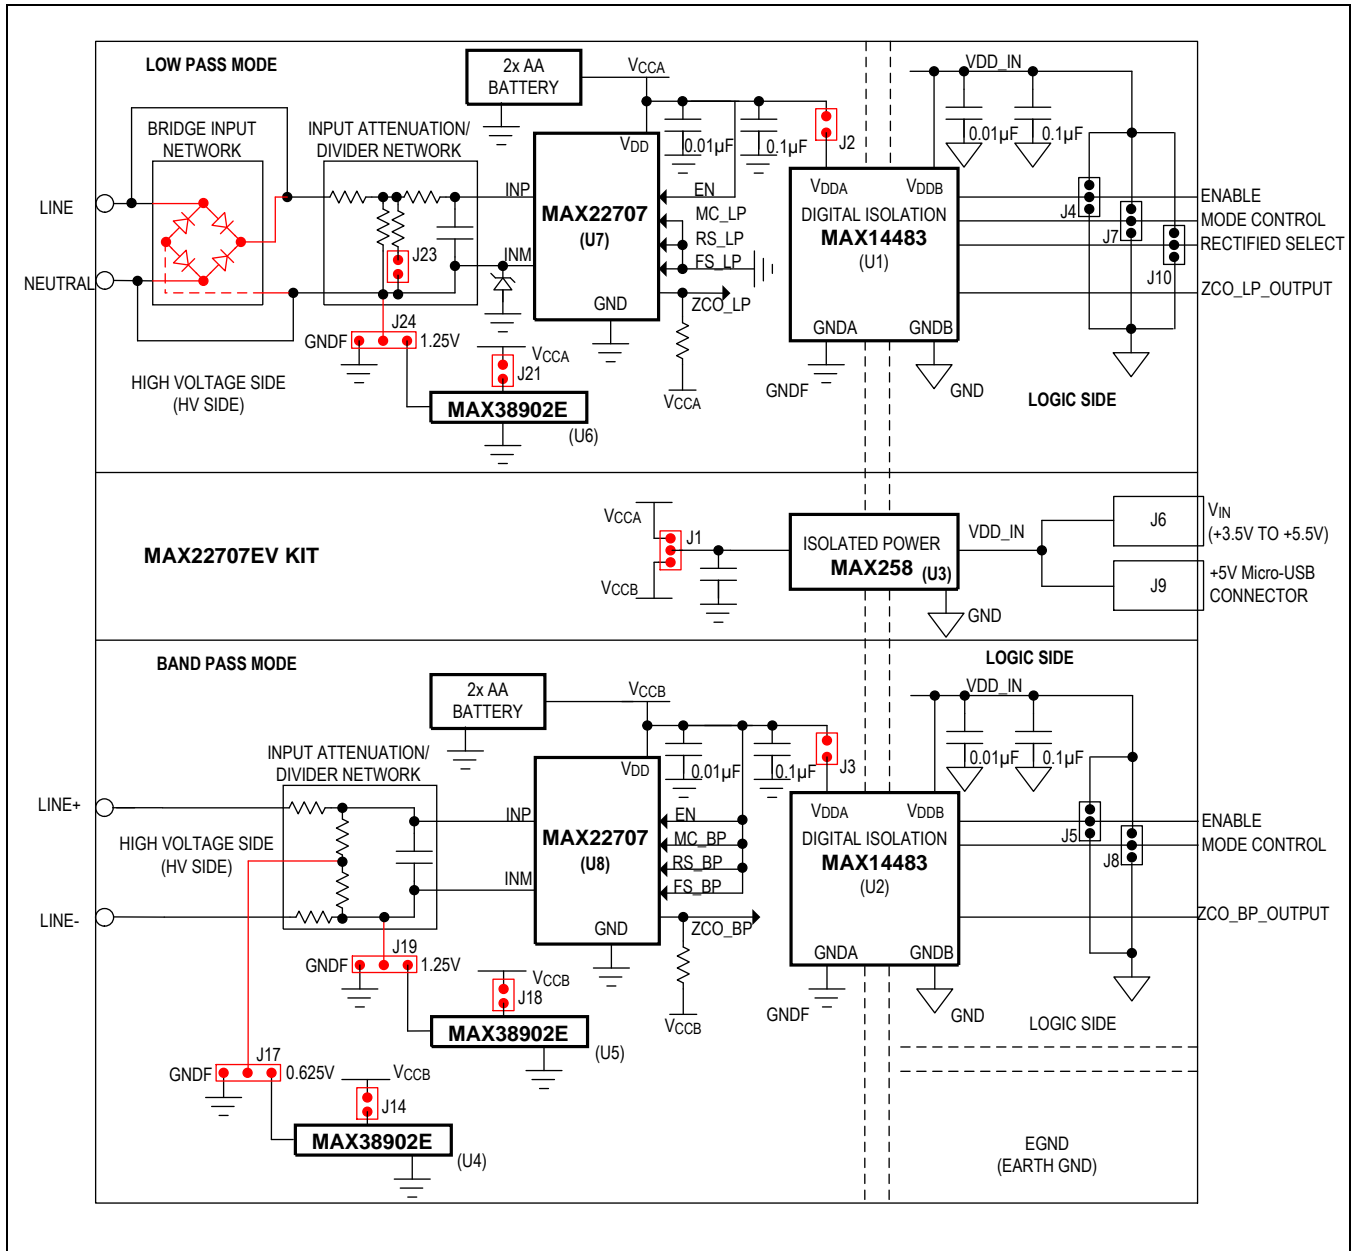 LOW PASS MODE
2x AA
BATTERY
VCCA
VDD_IN
BRIDGE INPUT
NETWORK
INPUT ATTENUATION/
DIVIDER NETWORK
VDD
0.01µF
0.1µF
J2
0.01µF
0.1µF
LINE
NEUTRAL
INP
INM
MAX22707
(U7)
GND
EN
MC_LP
RS_LP
FS_LP
ZCO_LP
VCCA
VDDA
VDDB
DIGITAL ISOLATION
MAX14483
(U1)
GNDA
GNDB
GNDF
GND
J4
J7
J10
ENABLE
MODE CONTROL
RECTIFIED SELECT
ZCO_LP_OUTPUT
J23
J24
GNDF
1.25V
VCCA
J21
MAX38902E
(U6)
HIGH VOLTAGE SIDE
(HV SIDE)
LOGIC SIDE
MAX22707EV KIT
VCCA
J1
VCCB
ISOLATED POWER
MAX258 (U3)
GND
VDD_IN
J6
VIN
(+3.5V TO +5.5V)
J9
+5V Micro-USB
CONNECTOR
BAND PASS MODE
LOGIC SIDE
2x AA
BATTERY
VCCB
VDD_IN
INPUT ATTENUATION/
DIVIDER NETWORK
VDD
0.01µF
0.1µF
J3
0.01µF
0.1µF
LINE+
HIGH VOLTAGE SIDE
(HV SIDE)
LINE-
INP
INM
MAX22707
(U8)
GND
EN
MC_BP
RS_BP
FS_BP
ZCO_BP
VCCB
VDDA
VDDB
DIGITAL ISOLATION
MAX14483
(U2)
GNDA
GNDB
GNDF
GND
J5
J8
ENABLE
MODE CONTROL
ZCO_BP_OUTPUT
J19
GNDF
1.25V
VCCB
J18
MAX38902E
(U5)
LOGIC SIDE
J17
GNDF
0.625V
VCCB
J14
MAX38902E
(U4)
EGND
(EARTH GND)